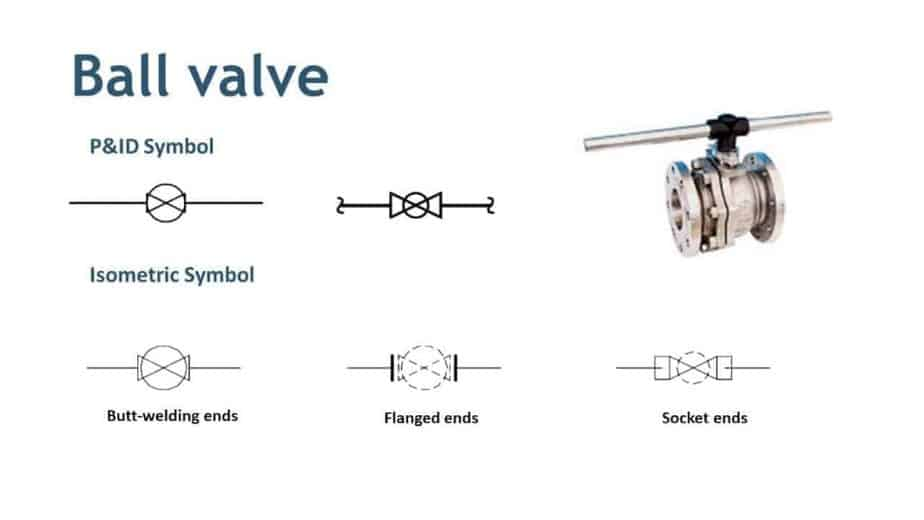 Ball valve
P&ID Symbol
Isometric Symbol
Butt-welding ends
Flanged ends
Socket ends